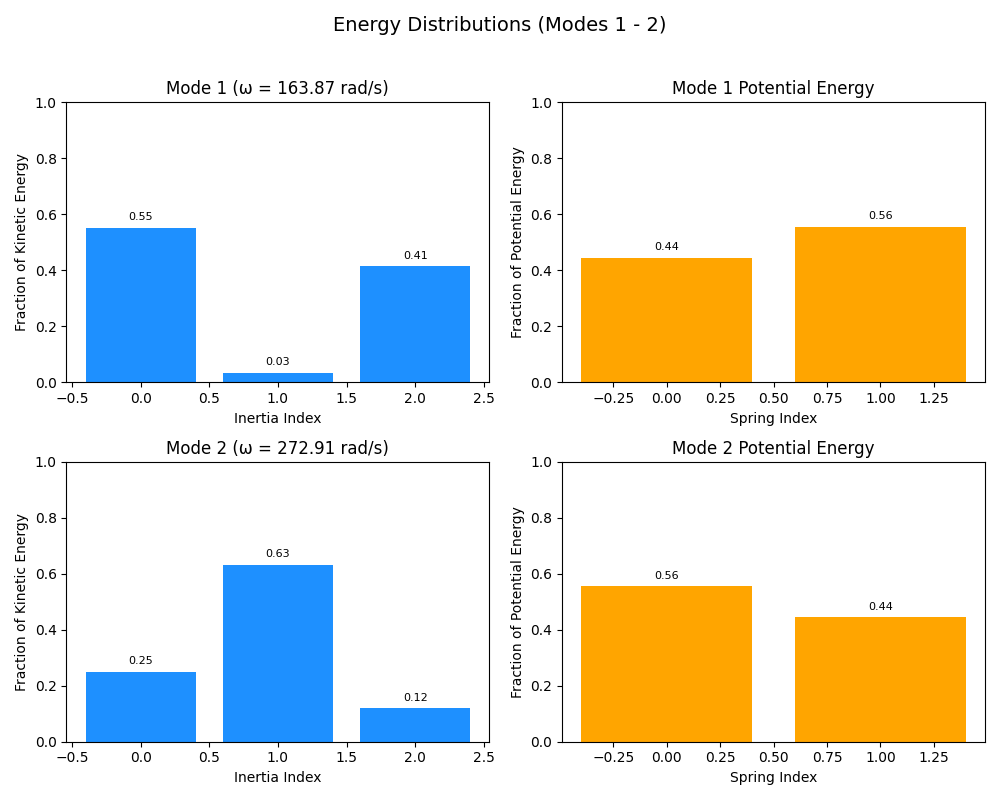 Energy Distributions (Modes 1 - 2)
Mode 1 (ω = 163.87 rad/s)
Fraction of Kinetic Energy
1.0
0.8
0.6
0.4
0.2
0.0
0.55
0.03
0.41
−0.5 0.0 0.5 1.0 1.5 2.0 2.5
Inertia Index
Mode 1 Potential Energy
Fraction of Potential Energy
1.0
0.8
0.6
0.4
0.2
0.0
0.44
0.56
−0.25 0.00 0.25 0.50 0.75 1.00 1.25
Spring Index
Mode 2 (ω = 272.91 rad/s)
Fraction of Kinetic Energy
1.0
0.8
0.6
0.4
0.2
0.0
0.25
0.63
0.12
−0.5 0.0 0.5 1.0 1.5 2.0 2.5
Inertia Index
Mode 2 Potential Energy
Fraction of Potential Energy
1.0
0.8
0.6
0.4
0.2
0.0
0.56
0.44
−0.25 0.00 0.25 0.50 0.75 1.00 1.25
Spring Index